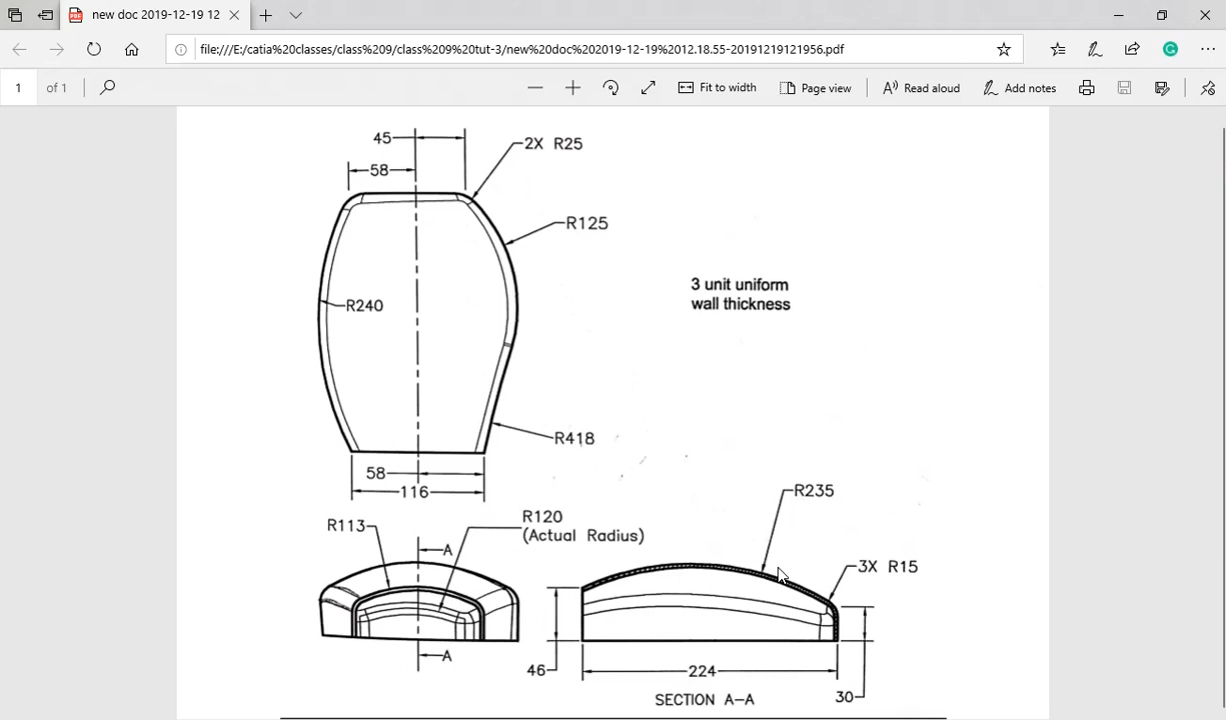 new doc 2019-12-19 12
file:///E:/catia%20classes/class%209/class%209%20tut-3/new%20doc%202019-12-19%2012.18.55-20191219121956.pdf
1 of 1
Fit to width
Page view
Read aloud
Add notes
45
2X R25
58
R125
3 unit uniform
wall thickness
R240
R418
58
116
R235
R113
R120
(Actual Radius)
A
3X R15
A
46
224
30
SECTION A-A